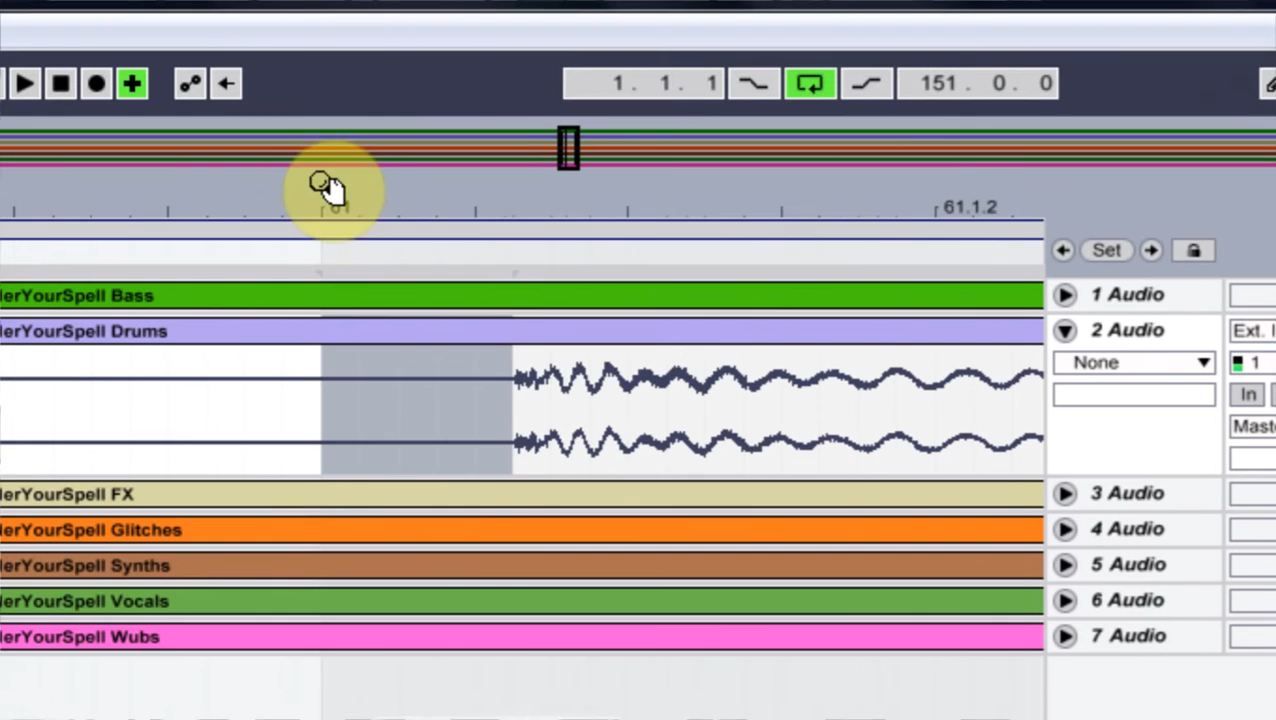 1. 1. 1 151. 0. 0
61 61.1.2
Set
lerYourSpell Bass 1 Audio
lerYourSpell Drums 2 Audio Ext. I
None 1
In
Maste
lerYourSpell FX 3 Audio
lerYourSpell Glitches 4 Audio
lerYourSpell Synths 5 Audio
lerYourSpell Vocals 6 Audio
lerYourSpell Wubs 7 Audio